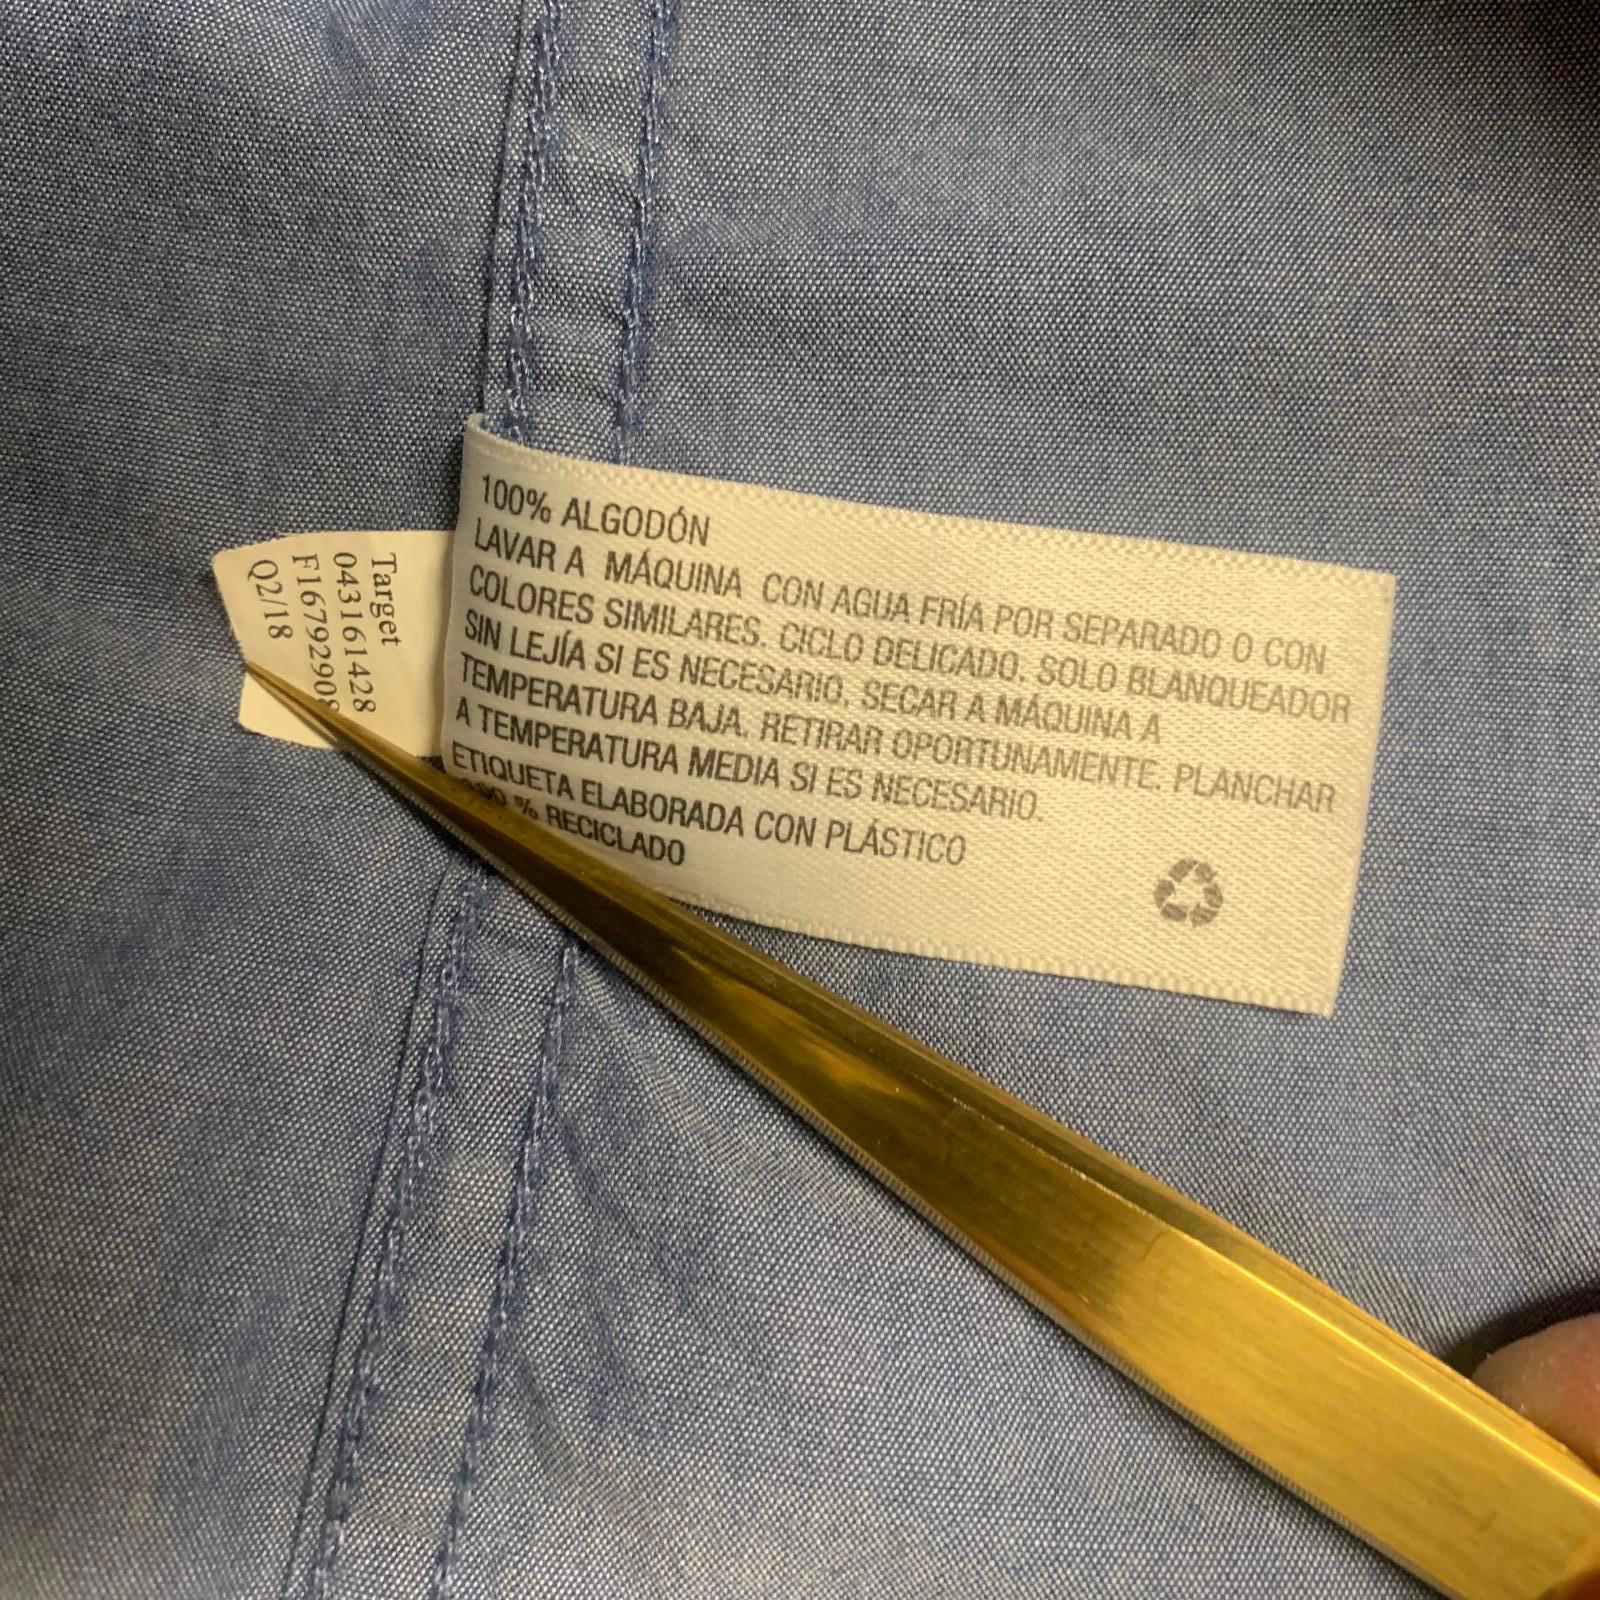 100% ALGODÓN
LAVAR A MÁQUINA CON AGUA FRÍA POR SEPARADO O CON
COLORES SIMILARES. CICLO DELICADO. SOLO BLANQUEADOR
SIN LEJÍA SI ES NECESARIO. SECAR A MÁQUINA A
TEMPERATURA BAJA. RETIRAR OPORTUNAMENTE. PLANCHAR
A TEMPERATURA MEDIA SI ES NECESARIO.
ETIQUETA ELABORADA CON PLÁSTICO
% RECICLADO
Target
043161428
F16792908
Q2/18